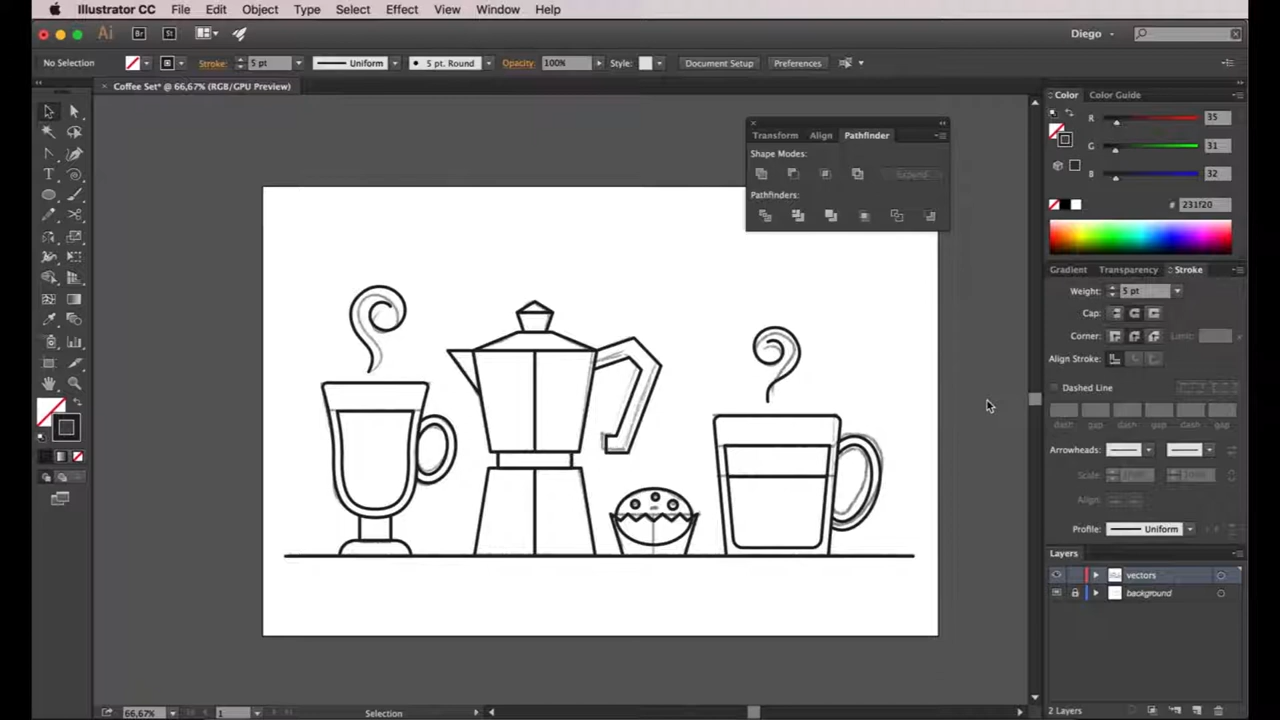 Illustrator CC File Edit Object Type Select Effect View Window Help
Ai Br St Diego
No Selection Stroke: 5 pt Uniform 5 pt. Round Opacity: 100% Style: Document Setup Preferences
× Coffee Set* @ 66,67% (RGB/GPU Preview)
Color Color Guide
R 35
G 31
B 32
# 231f20
Transform Align Pathfinder
Shape Modes:
Expand
Pathfinders:
Gradient Transparency Stroke
Weight: 5 pt
Cap:
Corner: Limit:
Align Stroke:
Dashed Line
dash gap dash gap dash gap
Arrowheads:
Scale:
Align:
Profile: Uniform
Layers
vectors
background
66,67% 1 Selection 2 Layers